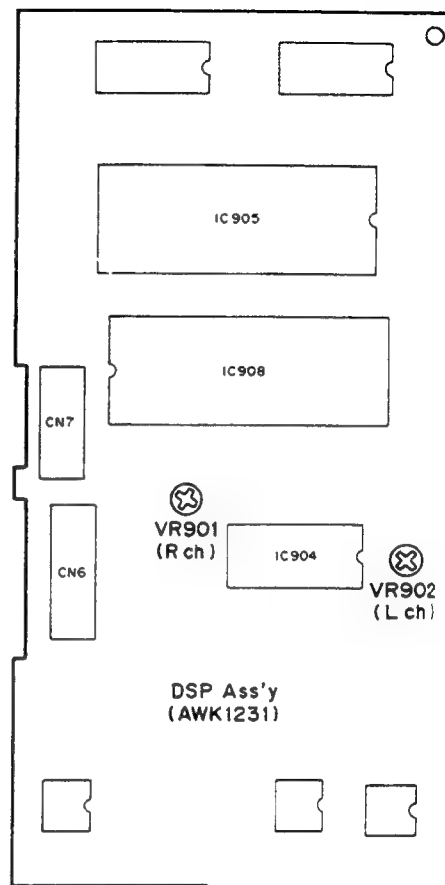 IC905
IC908
CN7
VR901
(R ch)
CN6
IC904
VR902
(L ch)
DSP Ass'y
(AWK1231)